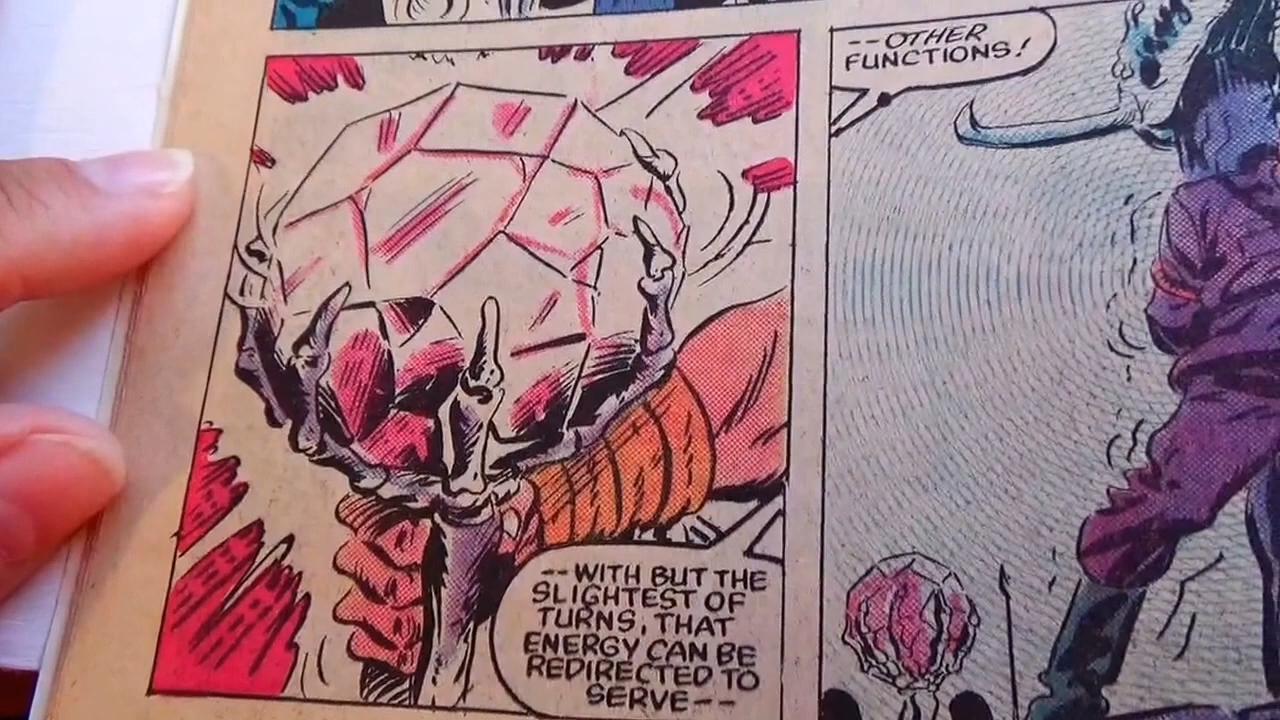 --WITH BUT THE
SLIGHTEST OF
TURNS, THAT
ENERGY CAN BE
REDIRECTED TO
SERVE--
--OTHER
FUNCTIONS!